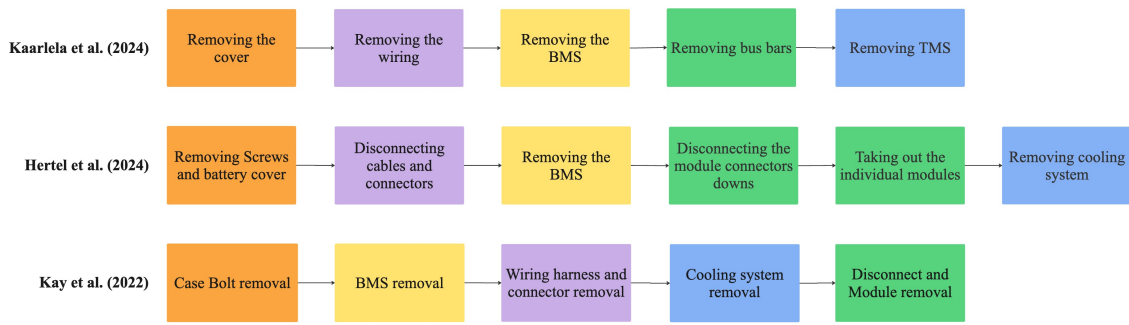 Kaarlela et al. (2024)
Removing the
cover
Removing the
wiring
Removing the
BMS
Removing bus bars
Removing TMS
Hertel et al. (2024)
Removing Screws
and battery cover
Disconnecting
cables and
connectors
Removing the
BMS
Disconnecting the
module connectors
downs
Taking out the
individual modules
Removing cooling
system
Kay et al. (2022)
Case Bolt removal
BMS removal
Wiring harness and
connector removal
Cooling system
removal
Disconnect and
Module removal